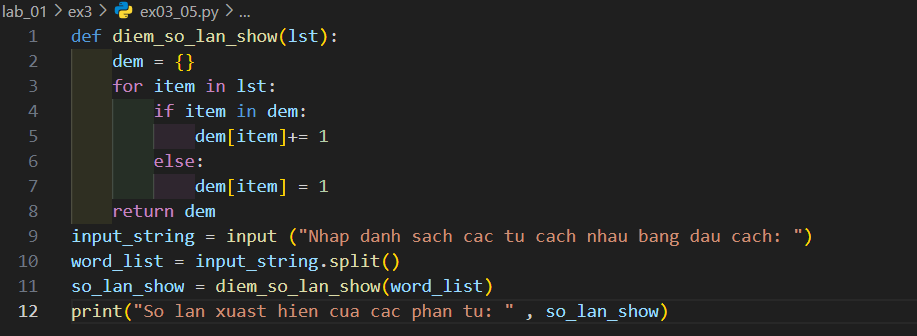 lab_01 > ex3 > ex03_05.py > ...
1 def diem_so_lan_show(lst):
2     dem = {}
3     for item in lst:
4         if item in dem:
5             dem[item]+= 1
6         else:
7             dem[item] = 1
8     return dem
9 input_string = input ("Nhap danh sach cac tu cach nhau bang dau cach: ")
10 word_list = input_string.split()
11 so_lan_show = diem_so_lan_show(word_list)
12 print("So lan xuast hien cua cac phan tu: " , so_lan_show)